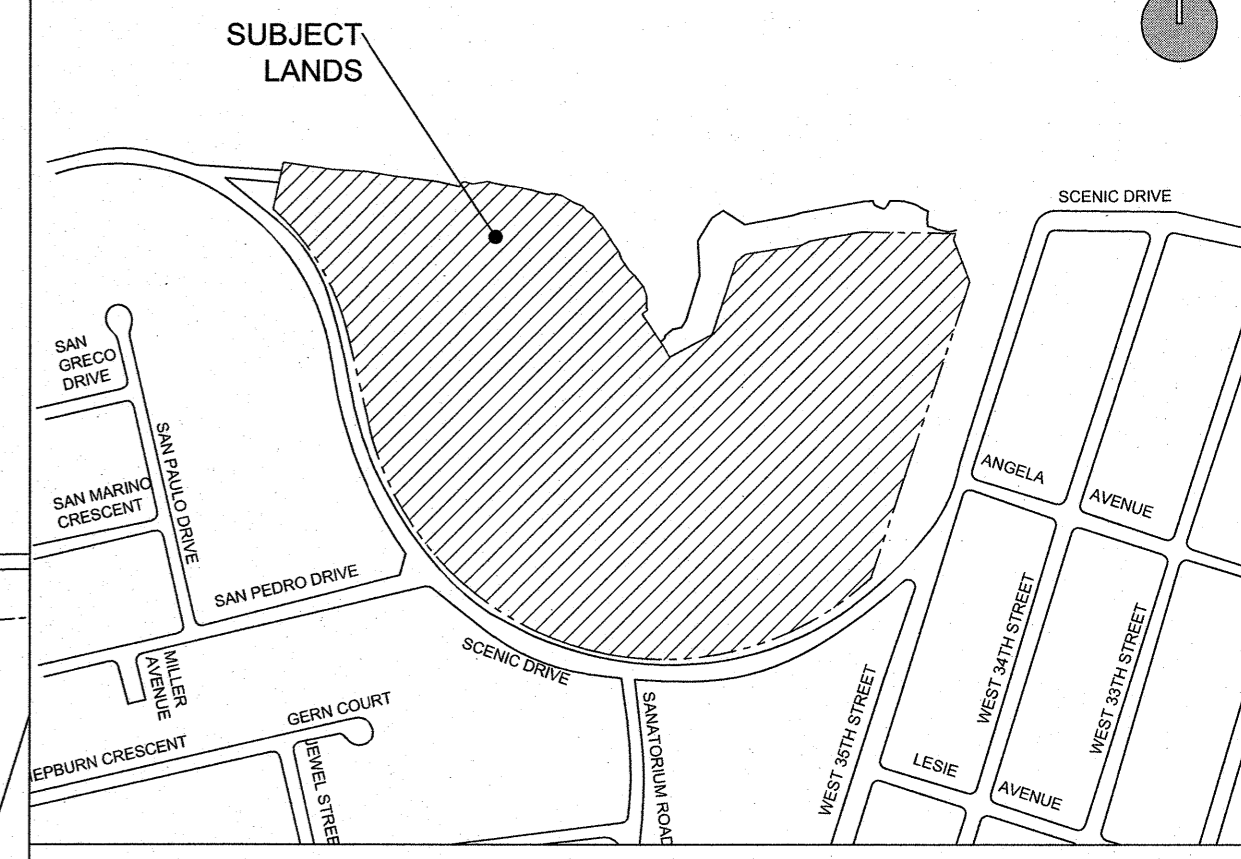 SUBJECT
LANDS
SCENIC DRIVE
SAN
GRECO
DRIVE
SAN PAULO DRIVE
SAN MARINO
CRESCENT
ANGELA
AVENUE
SAN PEDRO DRIVE
SCENIC DRIVE
MILLER
AVENUE
GERN COURT
HEPBURN CRESCENT
JEWEL STREE
SANATORIUM ROAD
WEST 35TH STREET
WEST 34TH STREET
WEST 33TH STREET
LESIE
AVENUE